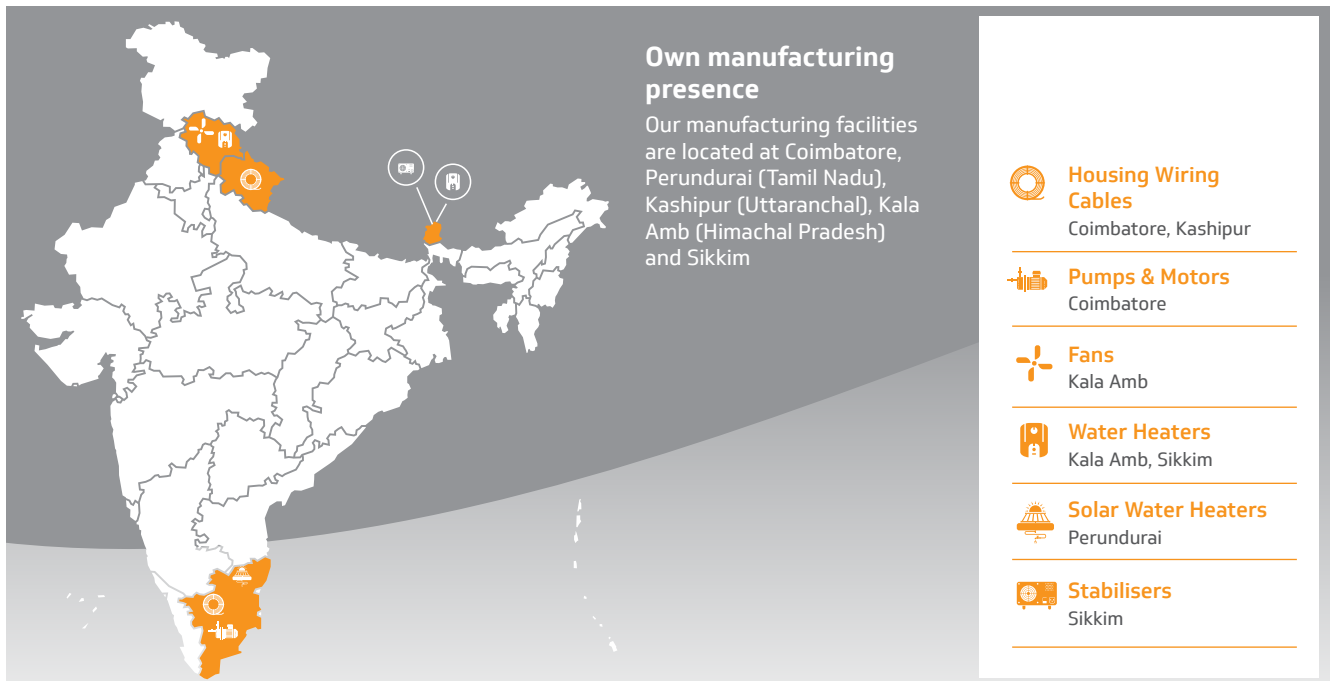 Own manufacturing
presence
Our manufacturing facilities
are located at Coimbatore,
Perundurai (Tamil Nadu),
Kashipur (Uttaranchal), Kala
Amb (Himachal Pradesh)
and Sikkim
Housing Wiring
Cables
Coimbatore, Kashipur
Pumps & Motors
Coimbatore
Fans
Kala Amb
Water Heaters
Kala Amb, Sikkim
Solar Water Heaters
Perundurai
Stabilisers
Sikkim